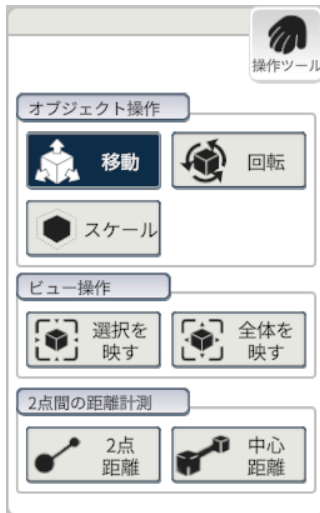 操作ツール
オブジェクト操作
移動
回転
スケール
ビュー操作
選択を
映す
全体を
映す
2点間の距離計測
2点
距離
中心
距離